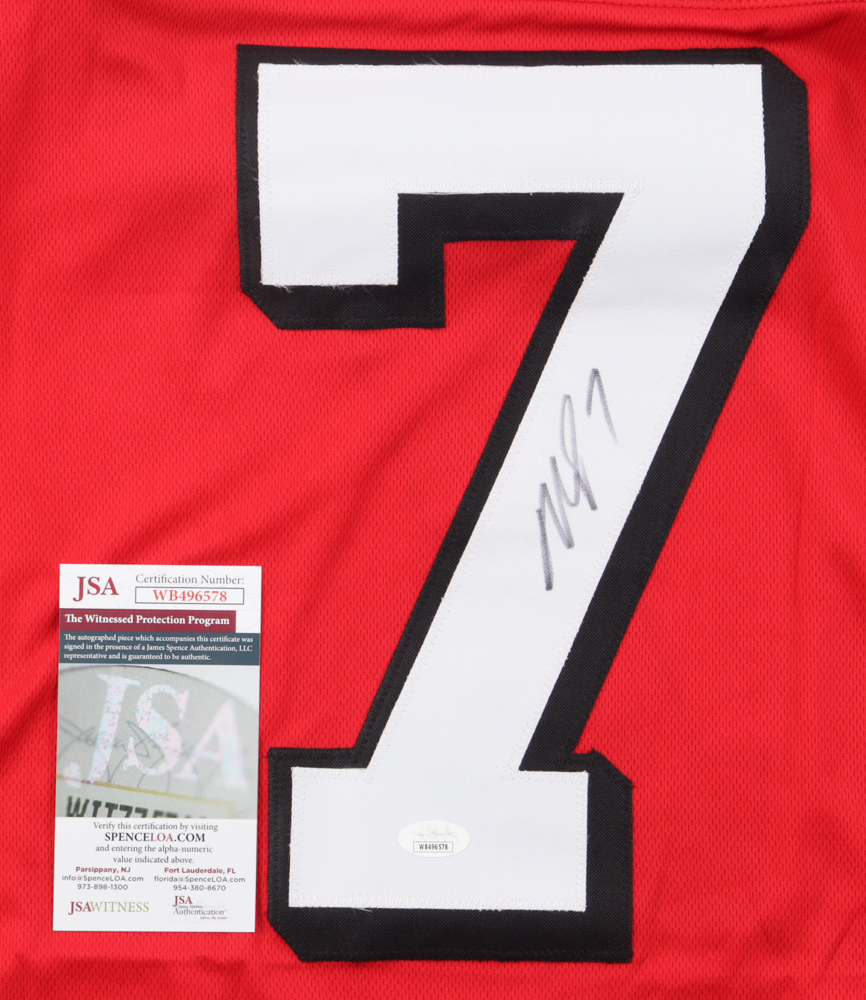 7
7
JSA
Certification Number:
WB496578
The Witnessed Protection Program
The autographed piece which accompanies this certificate was
signed in the presence of a James Spence Authentication, LLC
representative and is guaranteed to be authentic.
JSA
Verify this certification by visiting
SPENCELOA.COM
and entering the alpha-numeric
value indicated above.
Parsippany, NJ Fort Lauderdale, FL
info@SpenceLOA.com florida@SpenceLOA.com
973-898-1300 954-380-8670
JSAWITNESS JSA
Authentication
WB496578